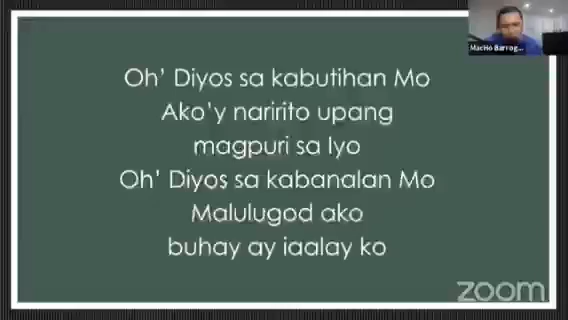 Oh' Diyos sa kabutihan Mo
Ako'y naririto upang
magpuri sa Iyo
Oh' Diyos sa kabanalan Mo
Malulugod ako
buhay ay iaalay ko
zoom